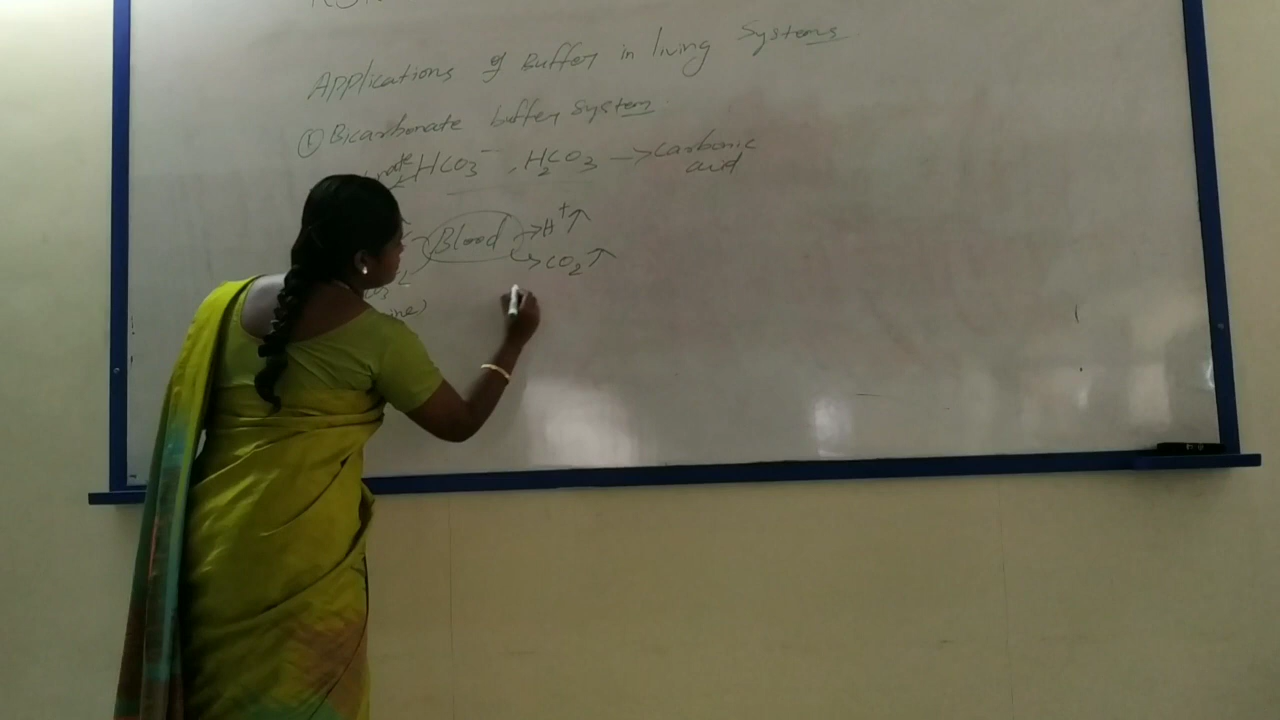 Applications of Buffer in living Systems
① Bicarbonate buffer system
HCO3⁻, H2CO3 → carbonic acid
Blood → H⁺ ↑
→ CO2 ↑